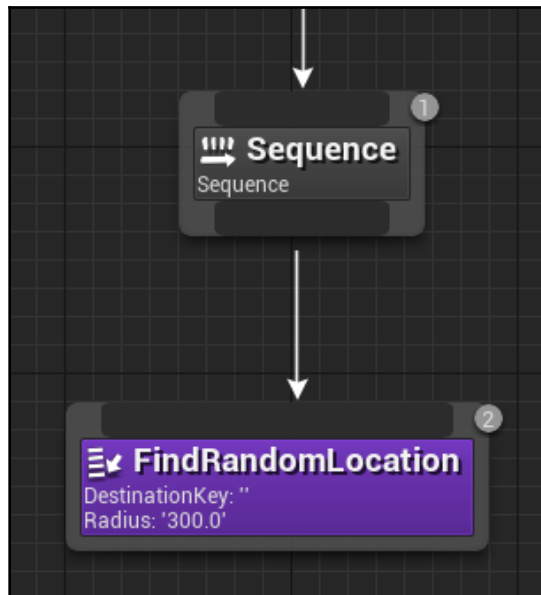 1
Sequence
Sequence
2
FindRandomLocation
DestinationKey: ''
Radius: '300.0'